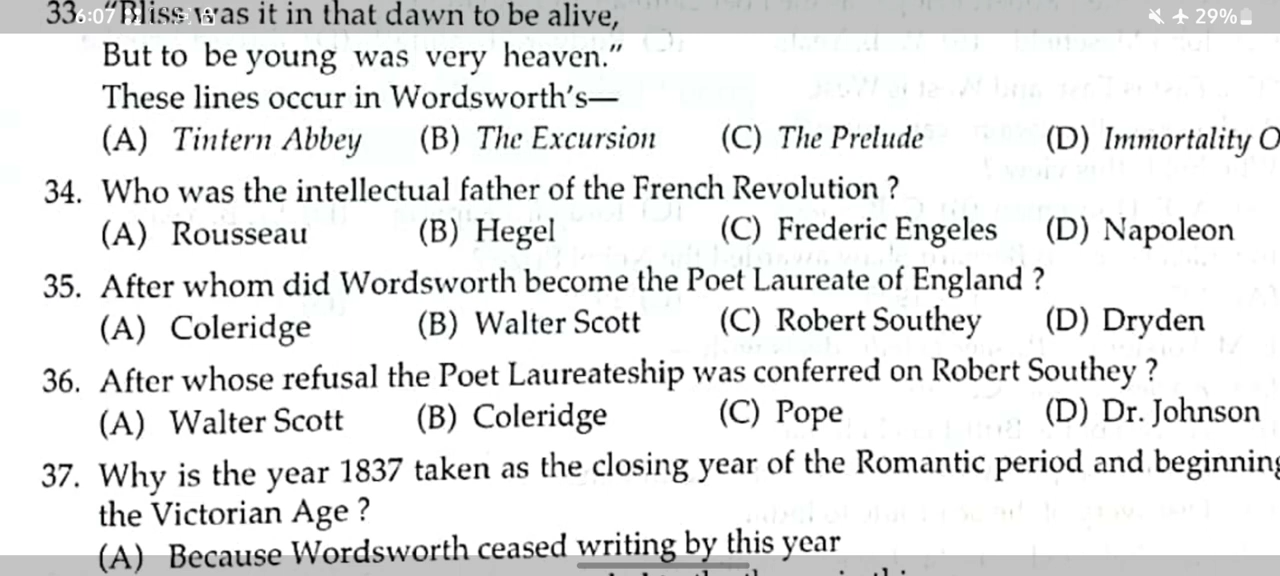 6:07 29%
33. "Bliss was it in that dawn to be alive,
But to be young was very heaven."
These lines occur in Wordsworth's—
(A) Tintern Abbey (B) The Excursion (C) The Prelude (D) Immortality O
34. Who was the intellectual father of the French Revolution ?
(A) Rousseau (B) Hegel (C) Frederic Engeles (D) Napoleon
35. After whom did Wordsworth become the Poet Laureate of England ?
(A) Coleridge (B) Walter Scott (C) Robert Southey (D) Dryden
36. After whose refusal the Poet Laureateship was conferred on Robert Southey ?
(A) Walter Scott (B) Coleridge (C) Pope (D) Dr. Johnson
37. Why is the year 1837 taken as the closing year of the Romantic period and beginning
the Victorian Age ?
(A) Because Wordsworth ceased writing by this year